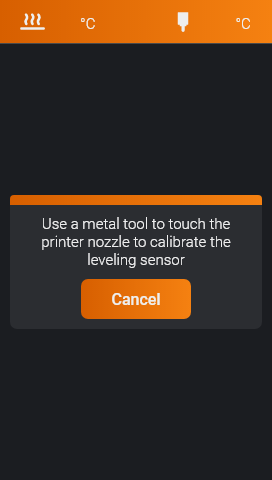 °C °C
Use a metal tool to touch the
printer nozzle to calibrate the
leveling sensor
Cancel